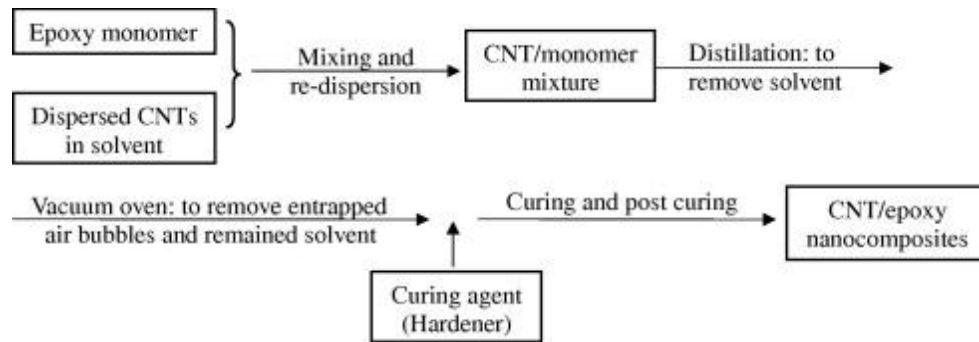 Epoxy monomer
Dispersed CNTs
in solvent
Mixing and
re-dispersion
CNT/monomer
mixture
Distillation: to
remove solvent
Vacuum oven: to remove entrapped
air bubbles and remained solvent
Curing agent
(Hardener)
Curing and post curing
CNT/epoxy
nanocomposites